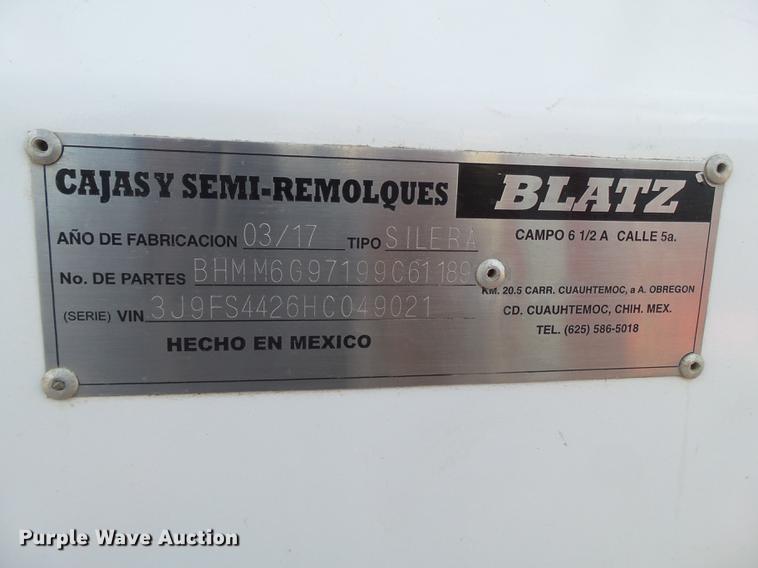 CAJAS Y SEMI-REMOLQUES BLATZ
AÑO DE FABRICACION 03/17 TIPO SILERA
CAMPO 6 1/2 A CALLE 5a.
No. DE PARTES BHMM6G97199C61189
KM. 20.5 CARR. CUAUHTEMOC, a A. OBREGON
(SERIE) VIN 3J9FS4426HC049021
CD. CUAUHTEMOC, CHIH. MEX.
TEL. (625) 586-5018
HECHO EN MEXICO
Purple Wave Auction